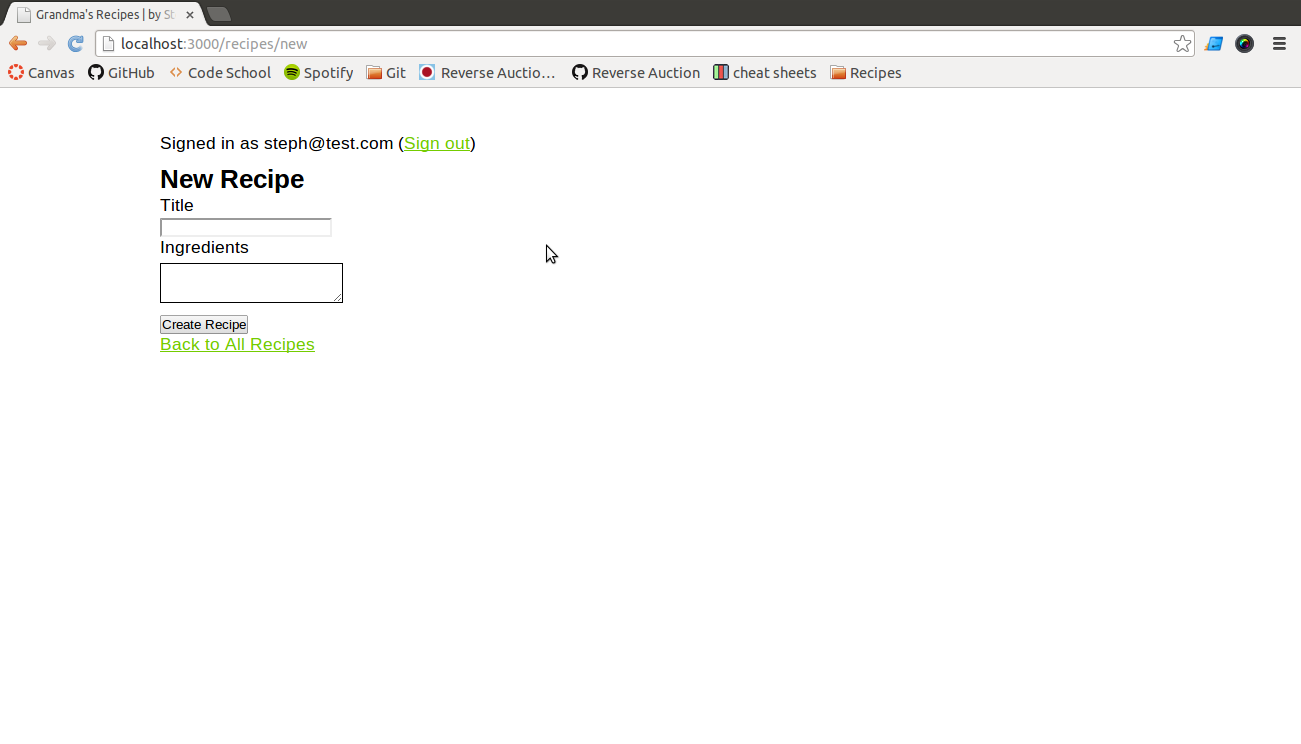 Grandma's Recipes | by St
localhost:3000/recipes/new
Canvas GitHub Code School Spotify Git Reverse Auctio... Reverse Auction cheat sheets Recipes
Signed in as steph@test.com (Sign out)
New Recipe
Title
Ingredients
Create Recipe
Back to All Recipes